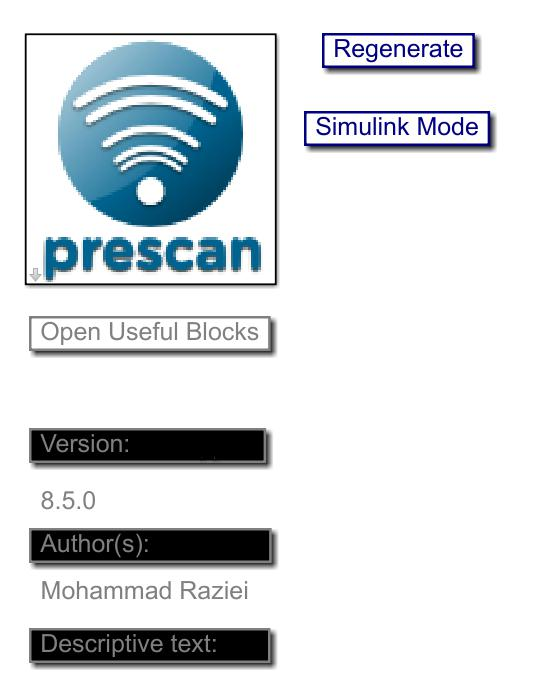 Regenerate
Simulink Mode
prescan
Open Useful Blocks
Version:
8.5.0
Author(s):
Mohammad Raziei
Descriptive text: